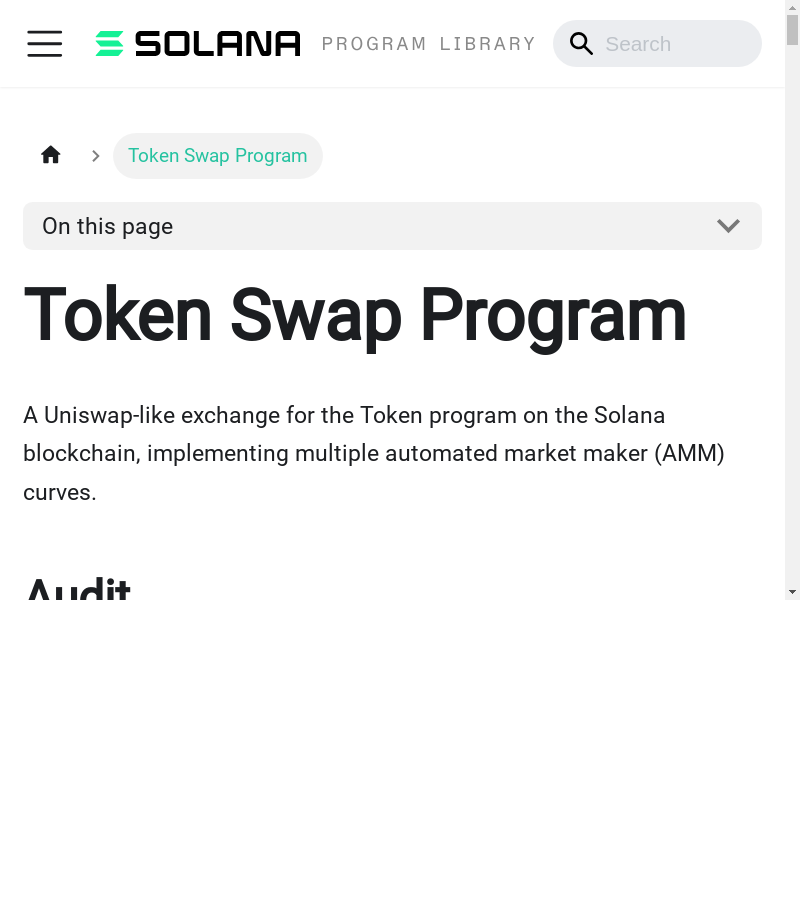 SOLANA PROGRAM LIBRARY Search
Token Swap Program
On this page
Token Swap Program
A Uniswap-like exchange for the Token program on the Solana
blockchain, implementing multiple automated market maker (AMM)
curves.
Audit